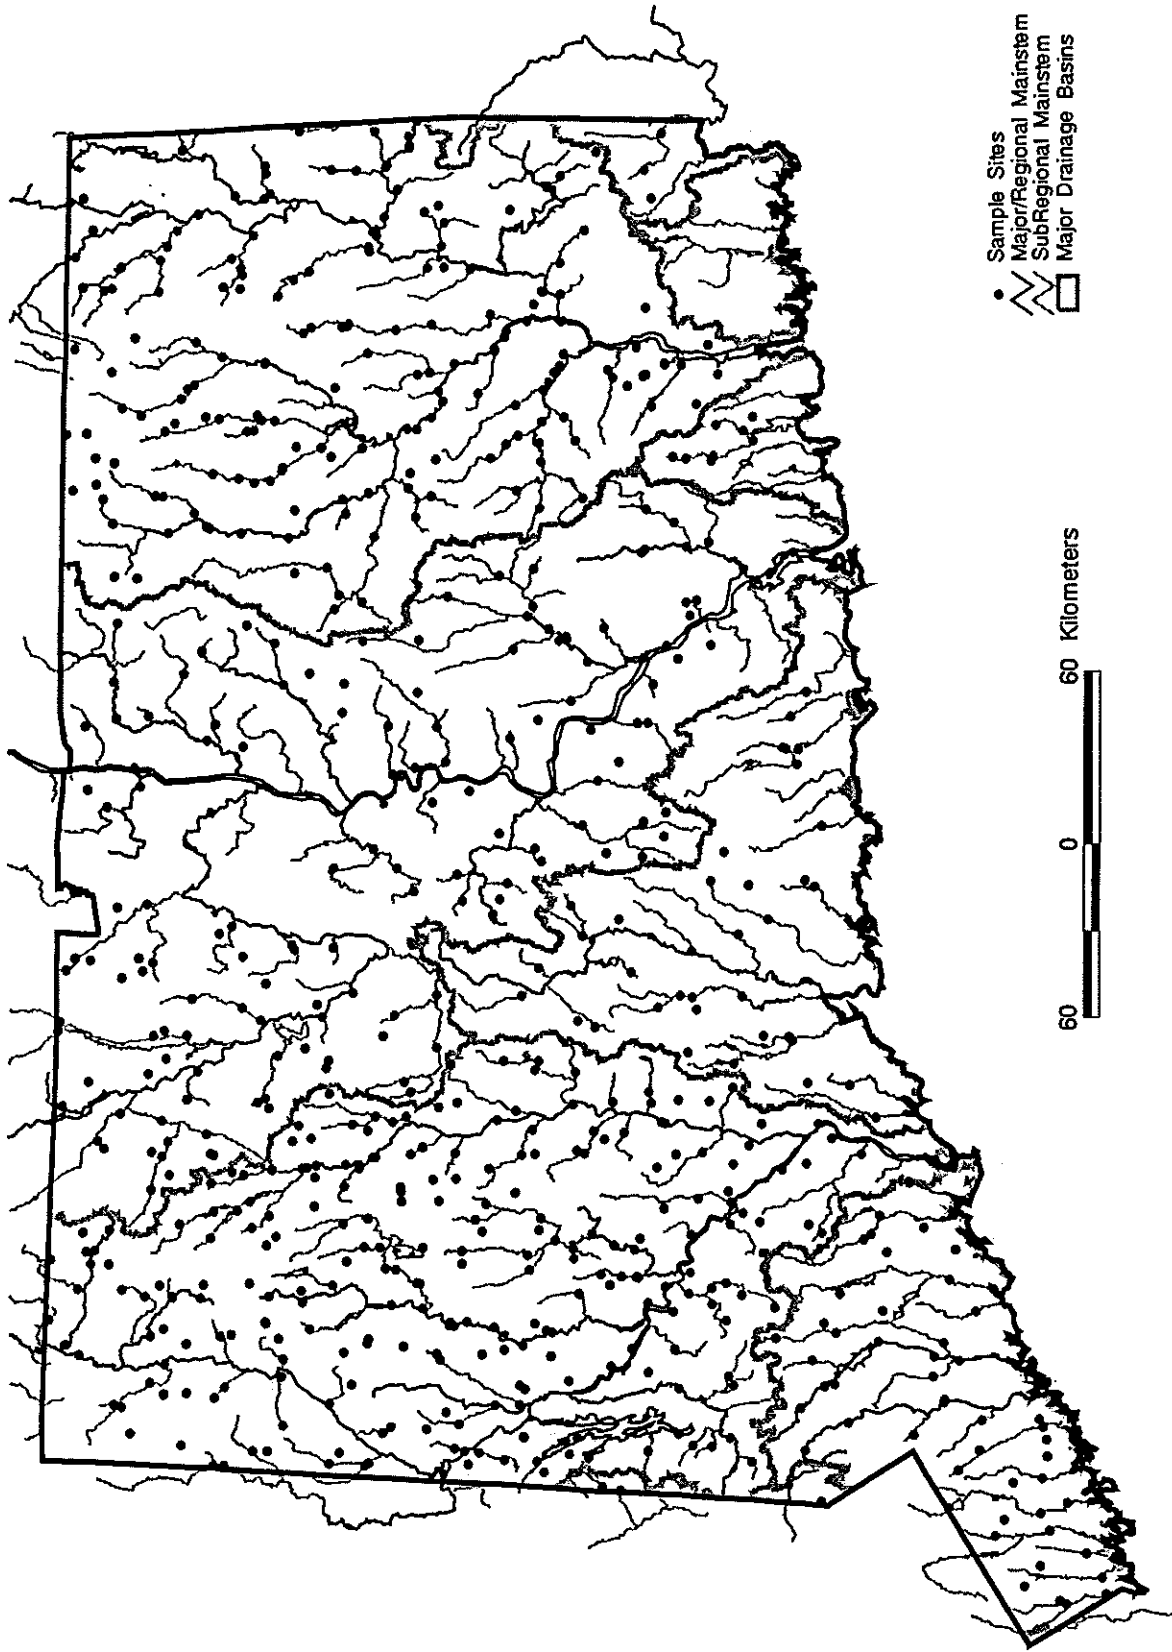 Sample Sites
Major/Regional Mainstem
SubRegional Mainstem
Major Drainage Basins
60 0 60 Kilometers